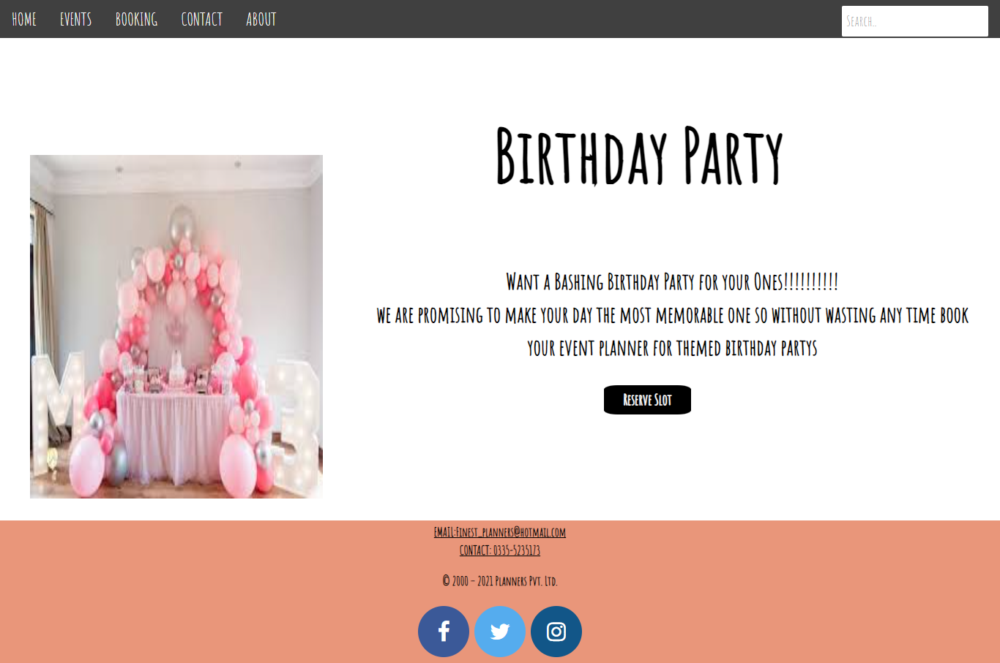 HOME EVENTS BOOKING CONTACT ABOUT Search..
Birthday Party
Want a Bashing Birthday Party for your Ones!!!!!!!!!!
we are promising to make your day the most memorable one so without wasting any time book
your event planner for themed birthday partys
Reserve Slot
M 3
EMAIL:Finest_planners@hotmail.com
CONTACT: 0335-5235173
© 2000 – 2021 Planners Pvt. Ltd.